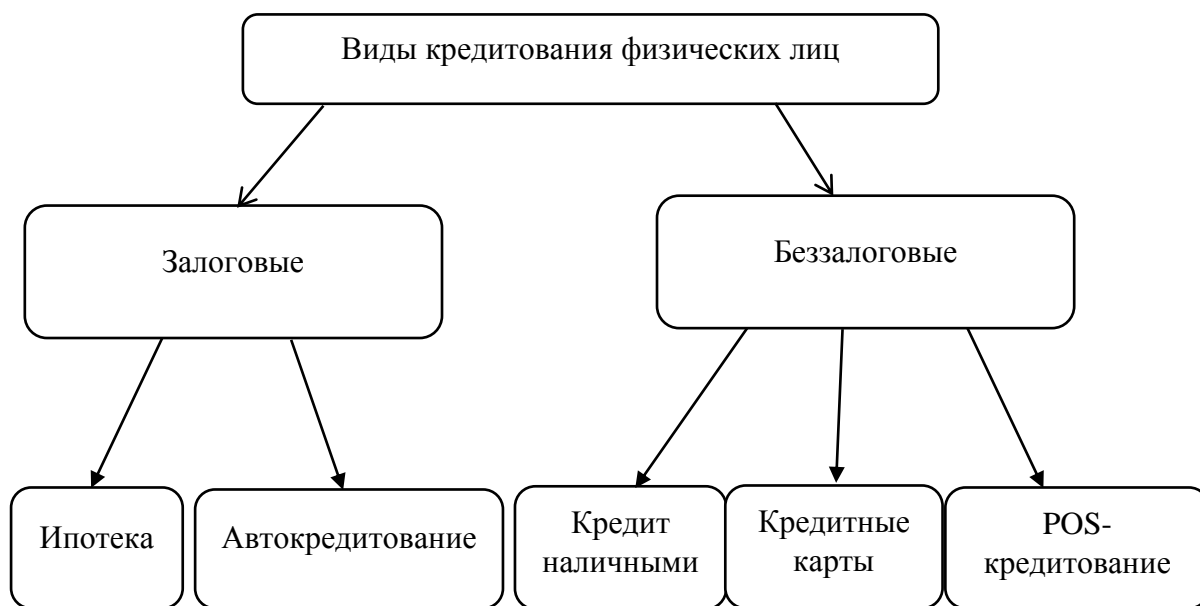 Виды кредитования физических лиц
Залоговые
Беззалоговые
Ипотека
Автокредитование
Кредит
наличными
Кредитные
карты
POS-
кредитование